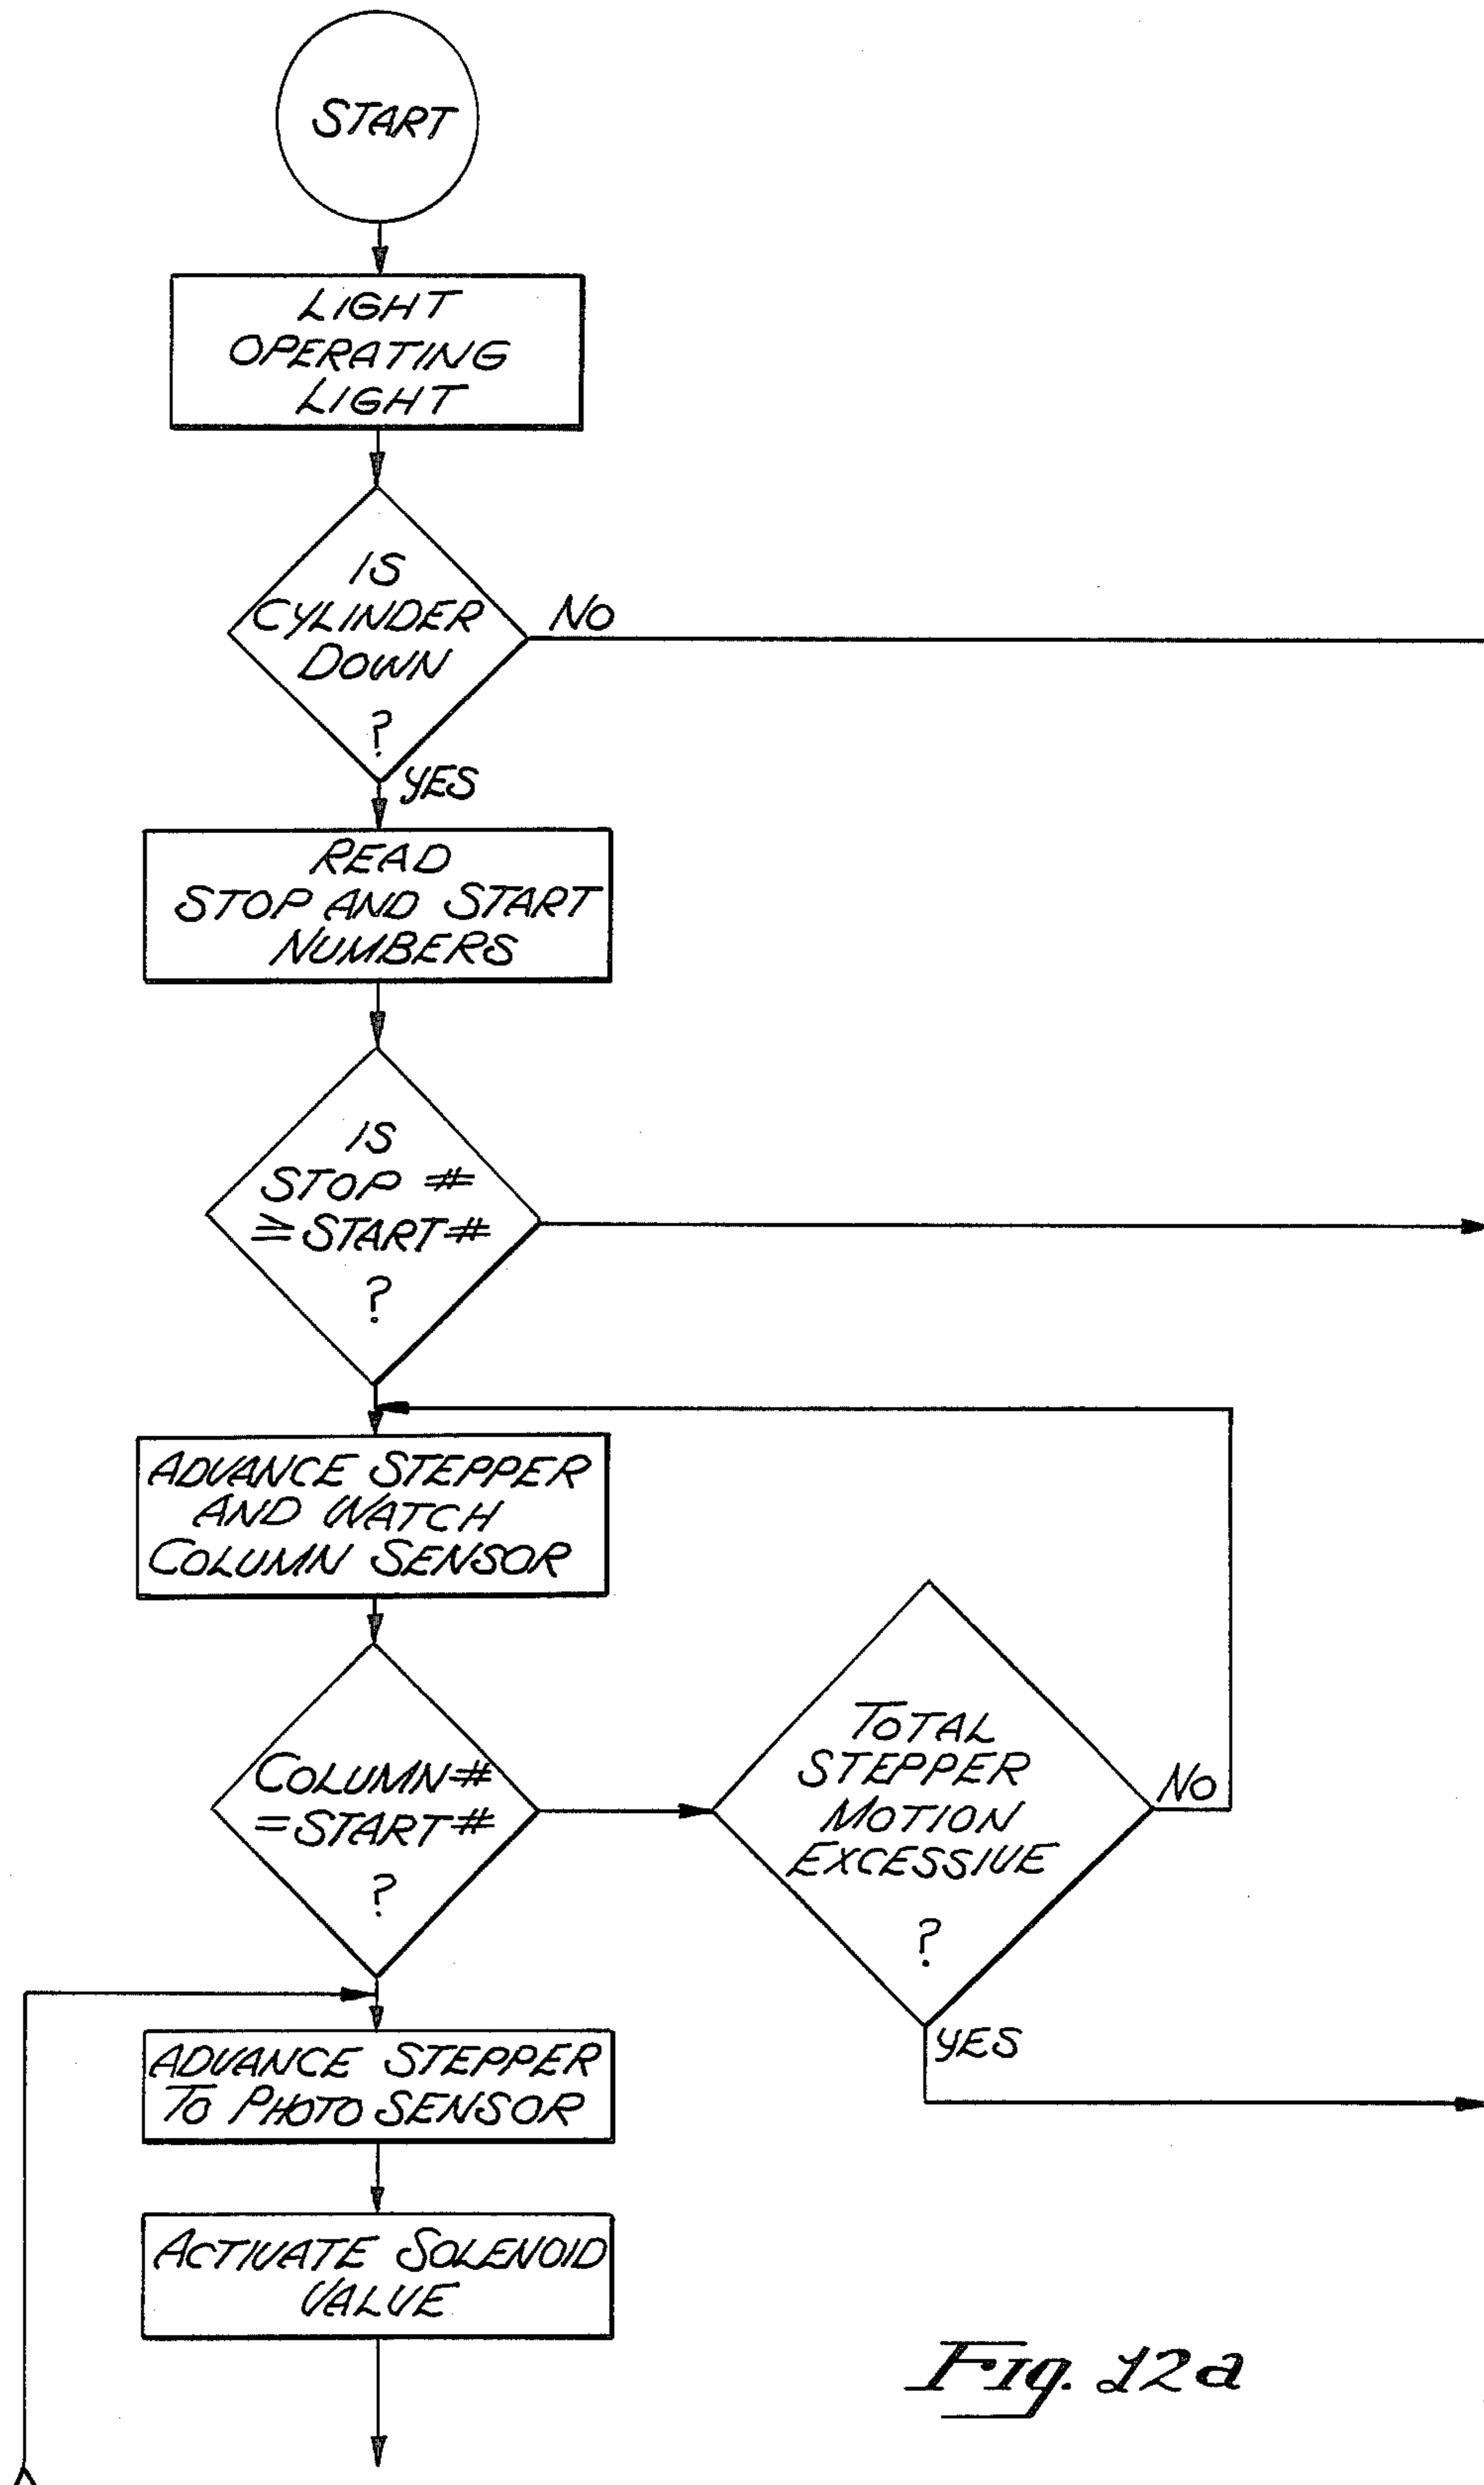 START
LIGHT
OPERATING
LIGHT
IS
CYLINDER
DOWN
?
NO
YES
READ
STOP AND START
NUMBERS
IS
STOP #
≥ START #
?
ADVANCE STEPPER
AND WATCH
COLUMN SENSOR
COLUMN #
= START #
?
TOTAL
STEPPER
MOTION
EXCESSIVE
?
NO
YES
ADVANCE STEPPER
TO PHOTO SENSOR
ACTIVATE SOLENOID
VALUE
Fig. 12a